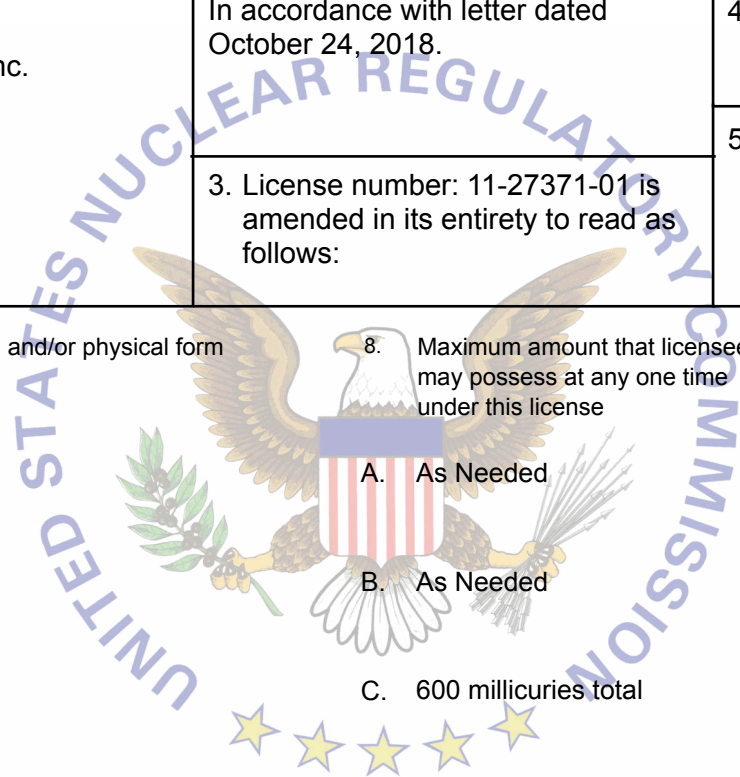 In accordance with letter dated
October 24, 2018.
nc.
4
5
3. License number: 11-27371-01 is
amended in its entirety to read as
follows:
and/or physical form
8. Maximum amount that licensee
may possess at any one time
under this license
A. As Needed
B. As Needed
C. 600 millicuries total
UNITED STATES NUCLEAR REGULATORY COMMISSION